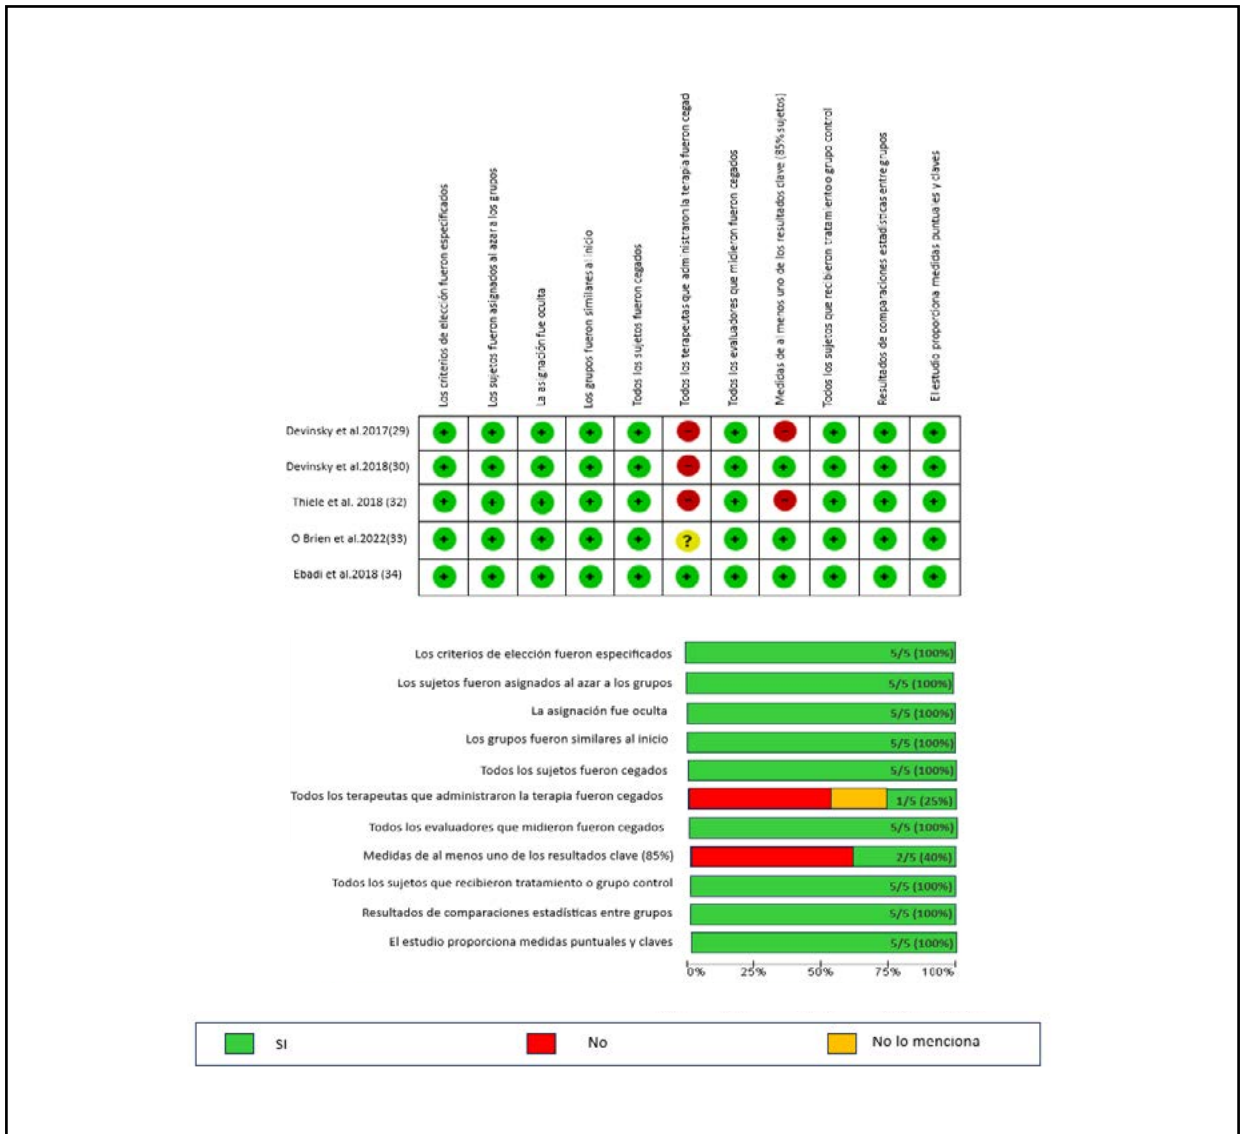 Los criterios de elección fueron especificados
Los sujetos fueron asignados al azar a los grupos
La asignación fue oculta
Los grupos fueron similares al inicio
Todos los sujetos fueron cegados
Todos los terapeutas que administraron la terapia fueron cegad
Todos los evaluadores que midieron fueron cegados
Medidas de al menos uno de los resultados clave (85% sujetos)
Todos los sujetos que recibieron tratamiento o grupo control
Resultados de comparaciones estadísticas entre grupos
El estudio proporciona medidas puntuales y claves
Devinsky et al.2017(29) + + + + + - + - + + +
Devinsky et al.2018(30) + + + + + - + + + + +
Thiele et al. 2018 (32) + + + + + - + - + + +
O Brien et al.2022(33) + + + + + ? + + + + +
Ebadi et al.2018 (34) + + + + + + + + + + +
Los criterios de elección fueron especificados 5/5 (100%)
Los sujetos fueron asignados al azar a los grupos 5/5 (100%)
La asignación fue oculta 5/5 (100%)
Los grupos fueron similares al inicio 5/5 (100%)
Todos los sujetos fueron cegados 5/5 (100%)
Todos los terapeutas que administraron la terapia fueron cegados 1/5 (25%)
Todos los evaluadores que midieron fueron cegados 5/5 (100%)
Medidas de al menos uno de los resultados clave (85%) 2/5 (40%)
Todos los sujetos que recibieron tratamiento o grupo control 5/5 (100%)
Resultados de comparaciones estadísticas entre grupos 5/5 (100%)
El estudio proporciona medidas puntuales y claves 5/5 (100%)
0% 25% 50% 75% 100%
SI No No lo menciona